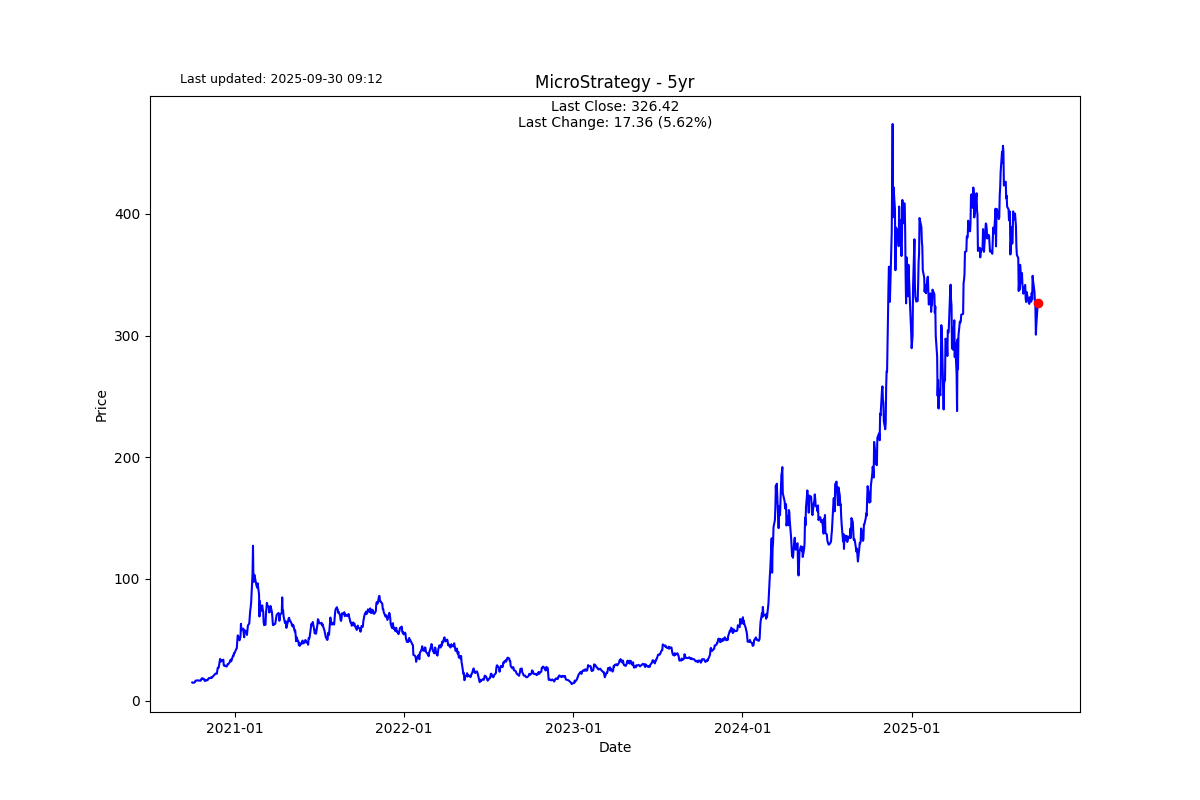 Last updated: 2025-09-30 09:12
MicroStrategy - 5yr
Last Close: 326.42
Last Change: 17.36 (5.62%)
Price
400
300
200
100
0
2021-01
2022-01
2023-01
2024-01
2025-01
Date